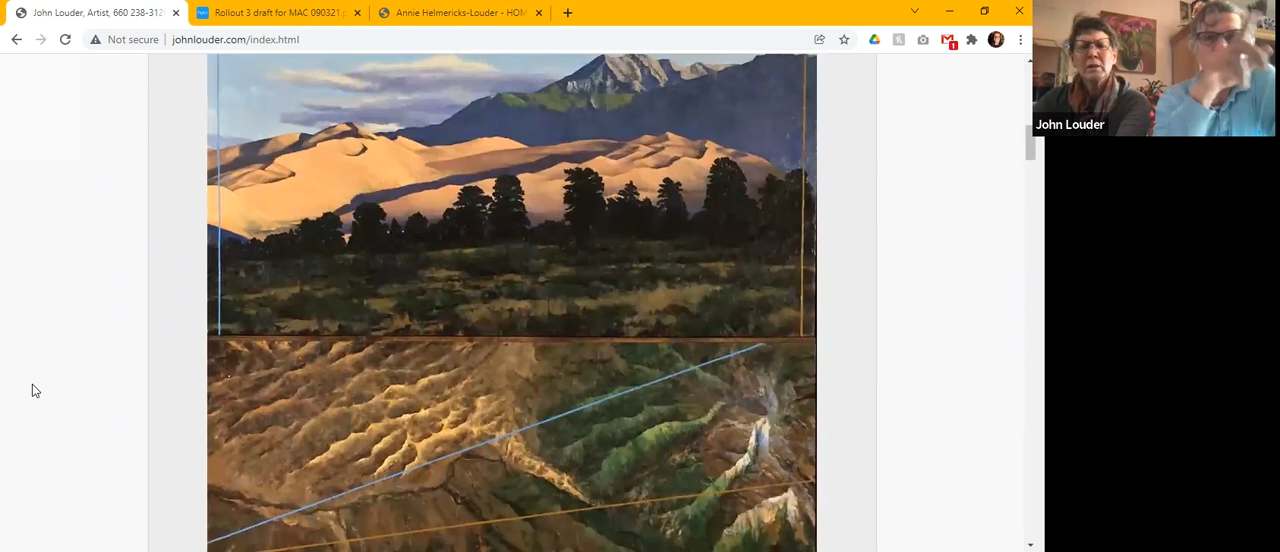 John Louder, Artist, 660 238-312
Rollout 3 draft for MAC 090321.p
Annie Helmericks-Louder - HOM
Not secure
johnlouder.com/index.html
1
John Louder